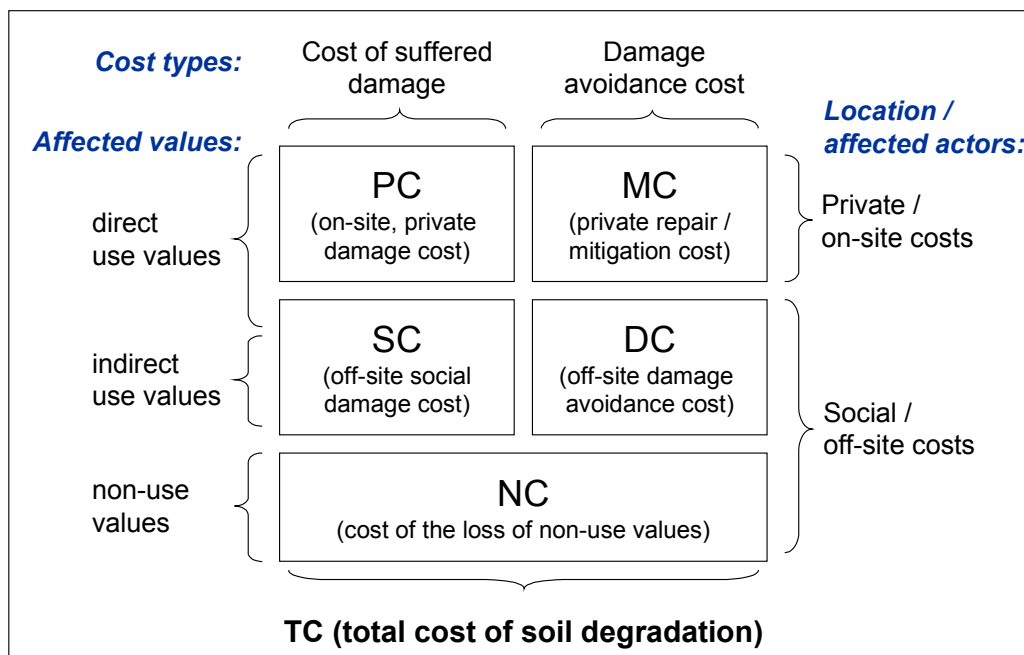 Cost types:
Cost of suffered
damage
Damage
avoidance cost
Affected values:
Location /
affected actors:
direct
use values
PC
(on-site, private
damage cost)
MC
(private repair /
mitigation cost)
Private /
on-site costs
indirect
use values
SC
(off-site social
damage cost)
DC
(off-site damage
avoidance cost)
Social /
off-site costs
non-use
values
NC
(cost of the loss of non-use values)
TC (total cost of soil degradation)